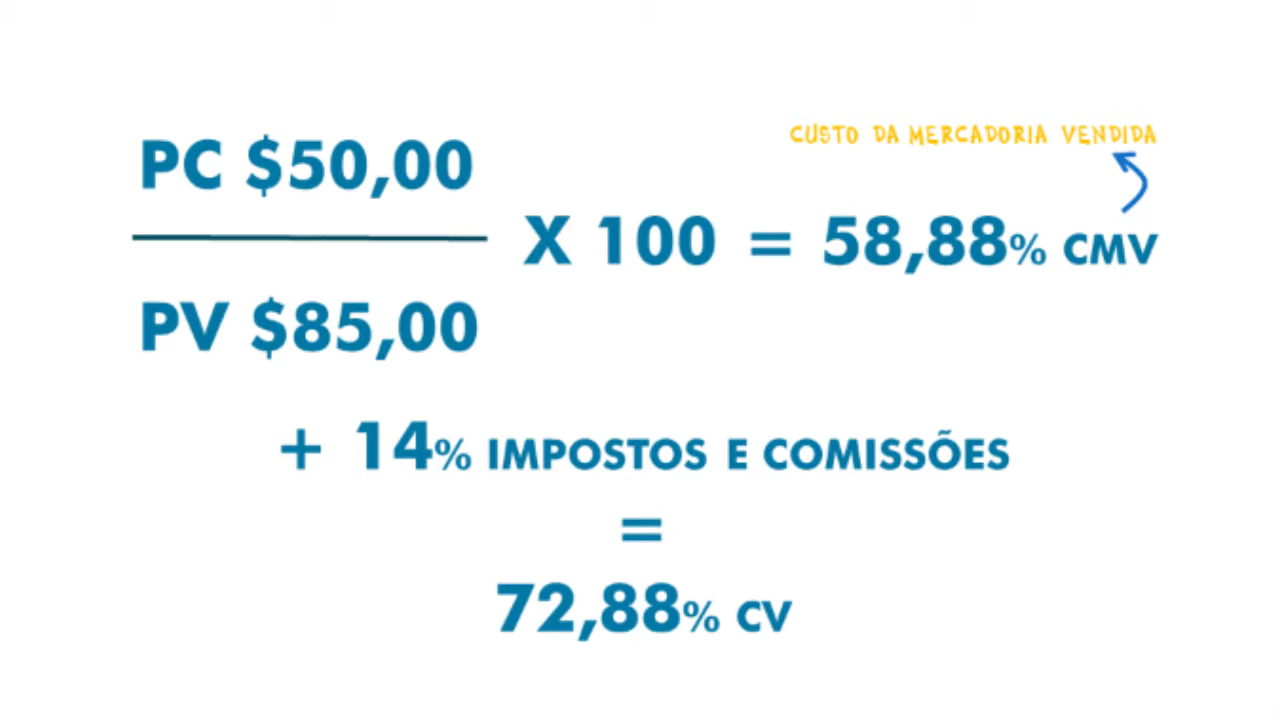 CUSTO DA MERCADORIA VENDIDA
PC $50,00
X 100 = 58,88% CMV
PV $85,00
+ 14% IMPOSTOS E COMISSÕES
=
72,88% CV